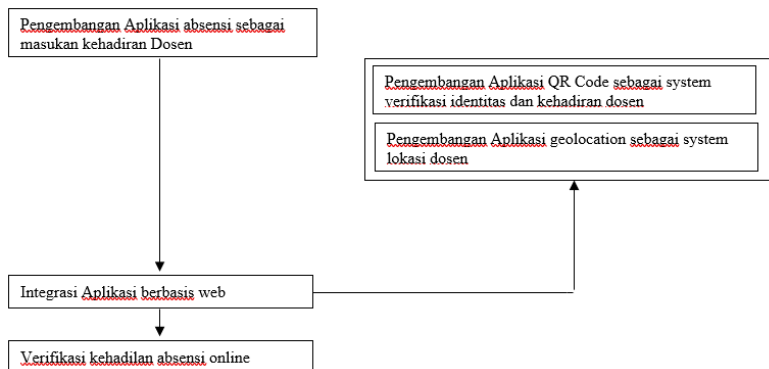 Pengembangan Aplikasi absensi sebagai
masukan kehadiran Dosen
Pengembangan Aplikasi QR Code sebagai system
verifikasi identitas dan kehadiran dosen
Pengembangan Aplikasi geolocation sebagai system
lokasi dosen
Integrasi Aplikasi berbasis web
Verifikasi kehadilan absensi online